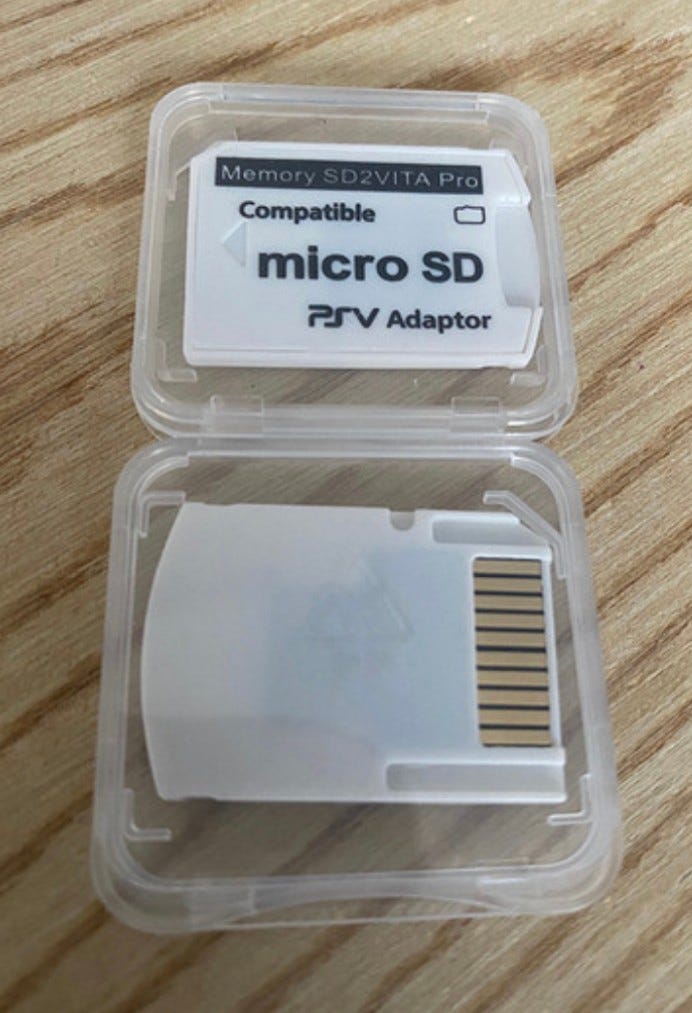 Memory SD2VITA Pro
Compatible
micro SD
PSV Adaptor